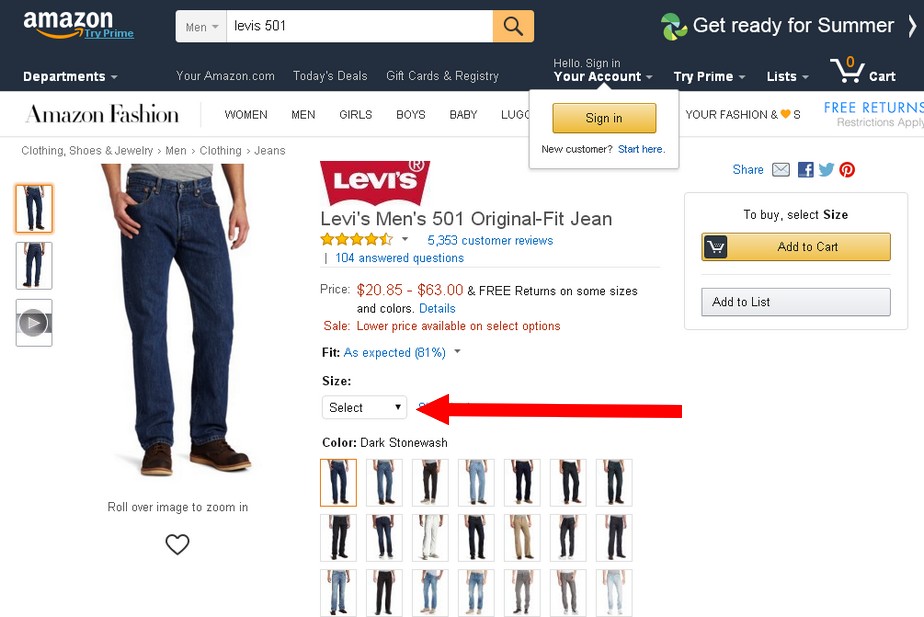 amazon
Try Prime
Men
levis 501
Get ready for Summer
Departments
Your Amazon.com
Today's Deals
Gift Cards & Registry
Hello. Sign in
Your Account
Try Prime
Lists
0
Cart
Amazon Fashion
WOMEN
MEN
GIRLS
BOYS
BABY
LUGG
YOUR FASHION & S
FREE RETURNS
Restrictions Apply
Sign in
New customer? Start here.
Clothing, Shoes & Jewelry › Men › Clothing › Jeans
Share
LEVI'S ®
Levi's Men's 501 Original-Fit Jean
5,353 customer reviews
| 104 answered questions
Price: $20.85 - $63.00 & FREE Returns on some sizes
and colors. Details
Sale: Lower price available on select options
Fit: As expected (81%)
Size:
Select
Color: Dark Stonewash
Roll over image to zoom in
To buy, select Size
Add to Cart
Add to List